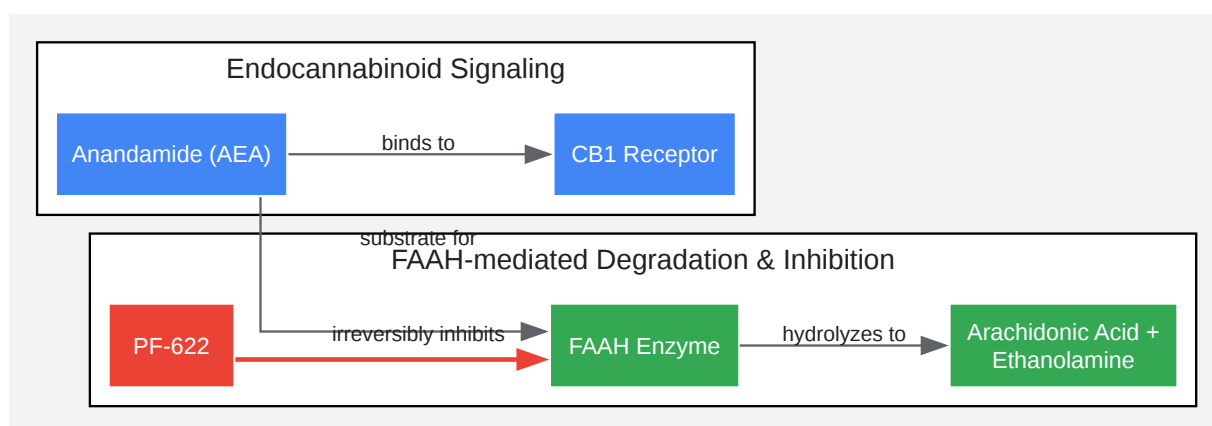 Endocannabinoid Signaling
Anandamide (AEA)
binds to
CB1 Receptor
substrate for
FAAH-mediated Degradation & Inhibition
PF-622
irreversibly inhibits
FAAH Enzyme
hydrolyzes to
Arachidonic Acid +
Ethanolamine